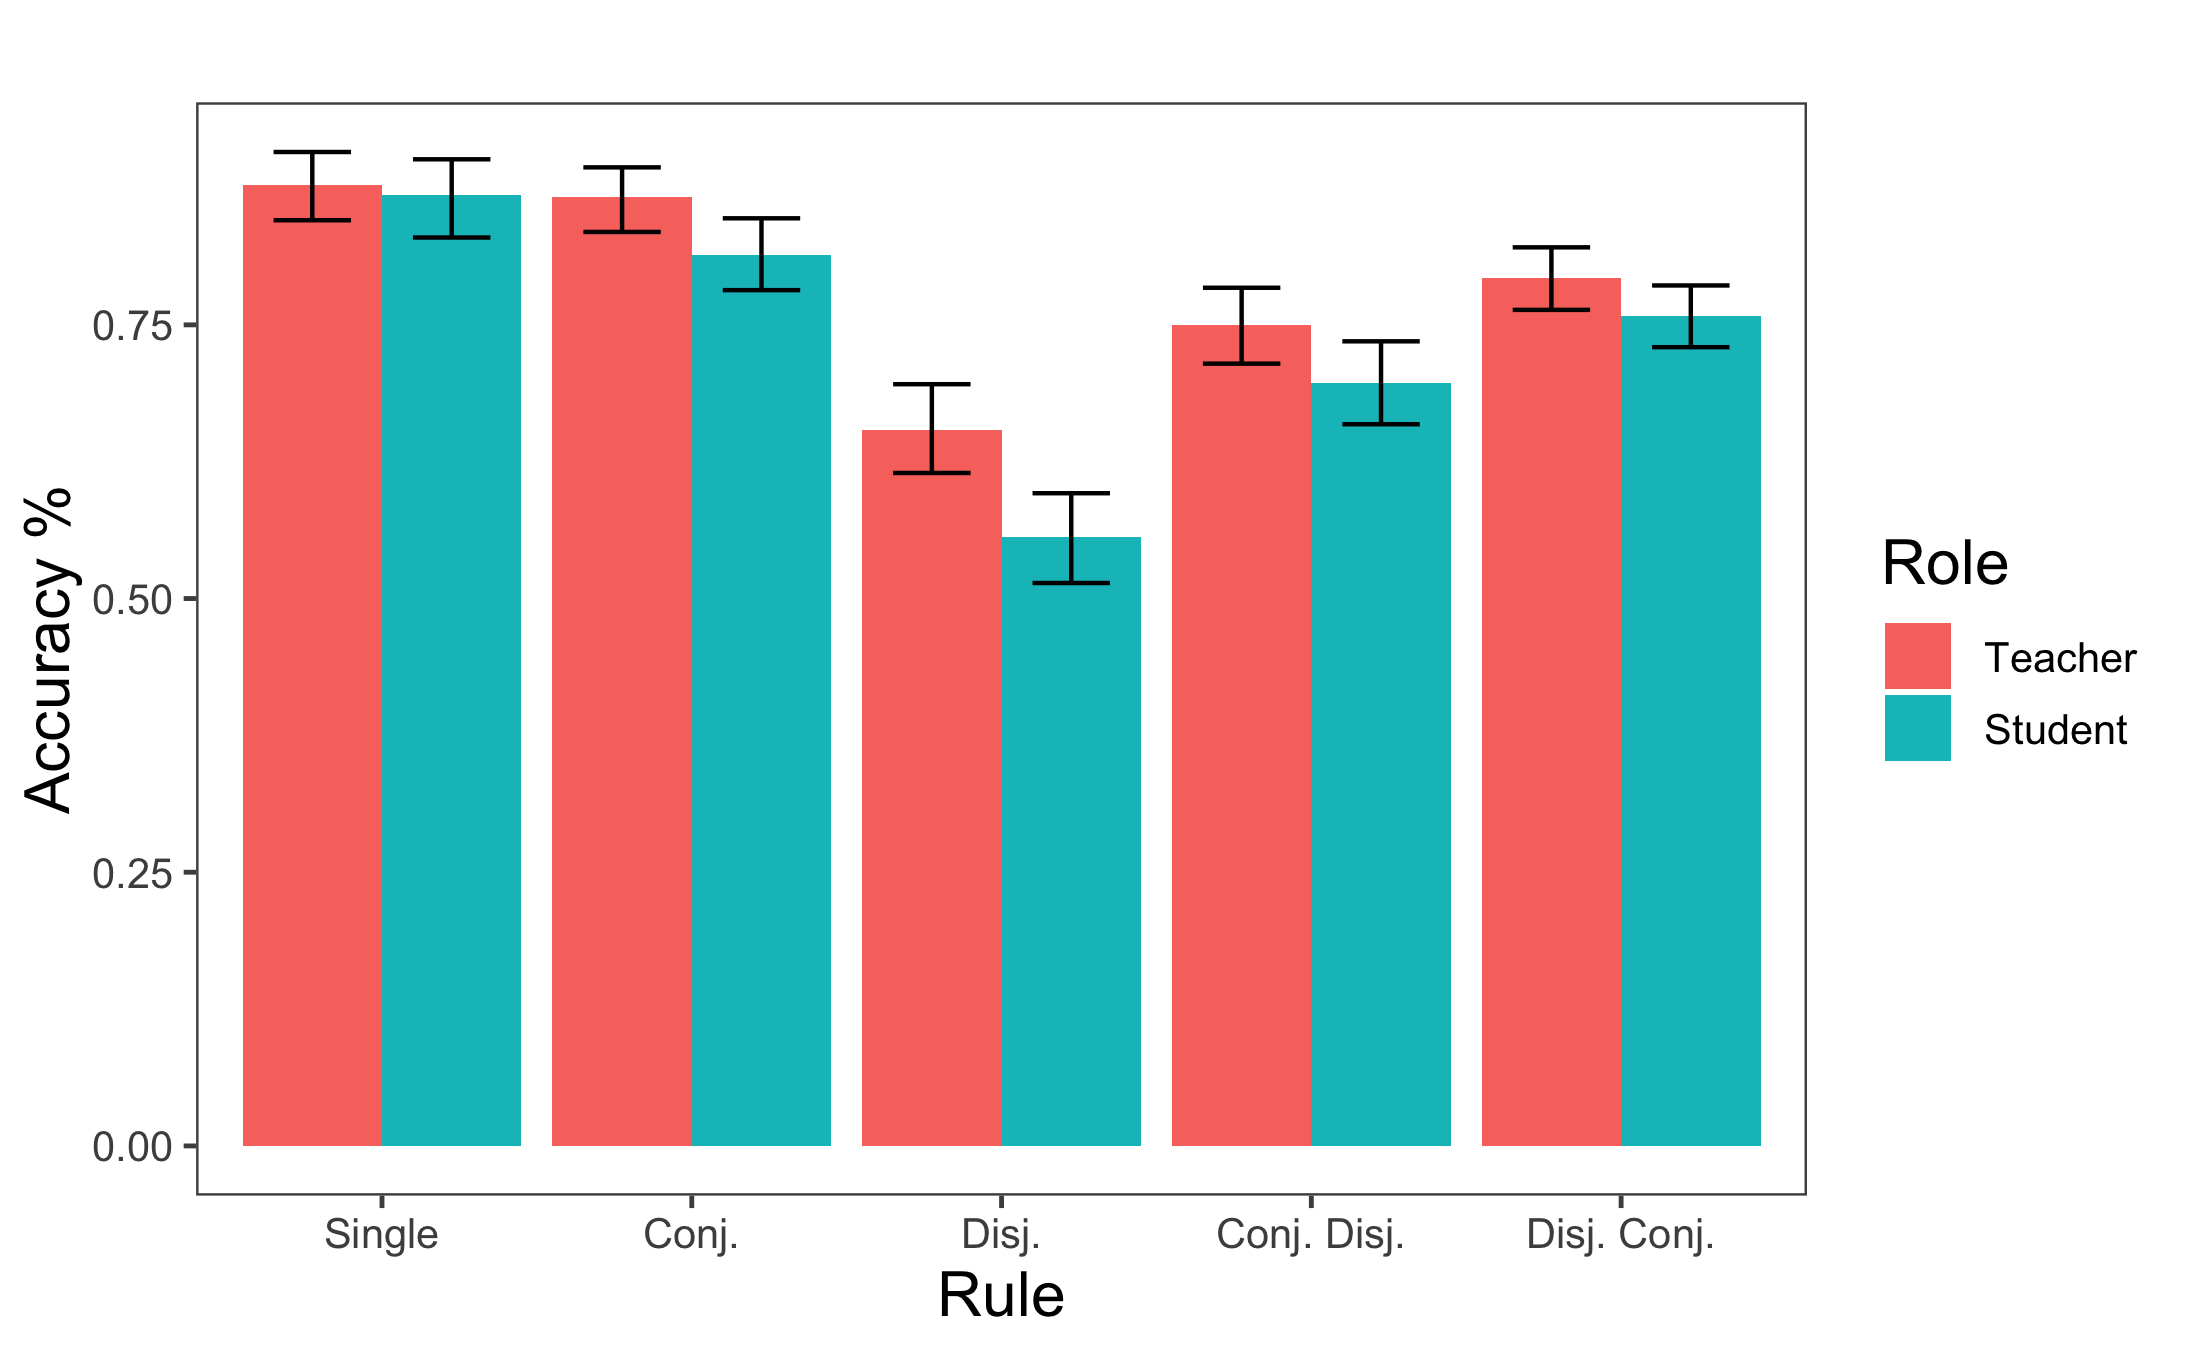 Accuracy %
0.75
0.50
0.25
0.00
Single
Conj.
Disj.
Conj. Disj.
Disj. Conj.
Rule
Role
Teacher
Student